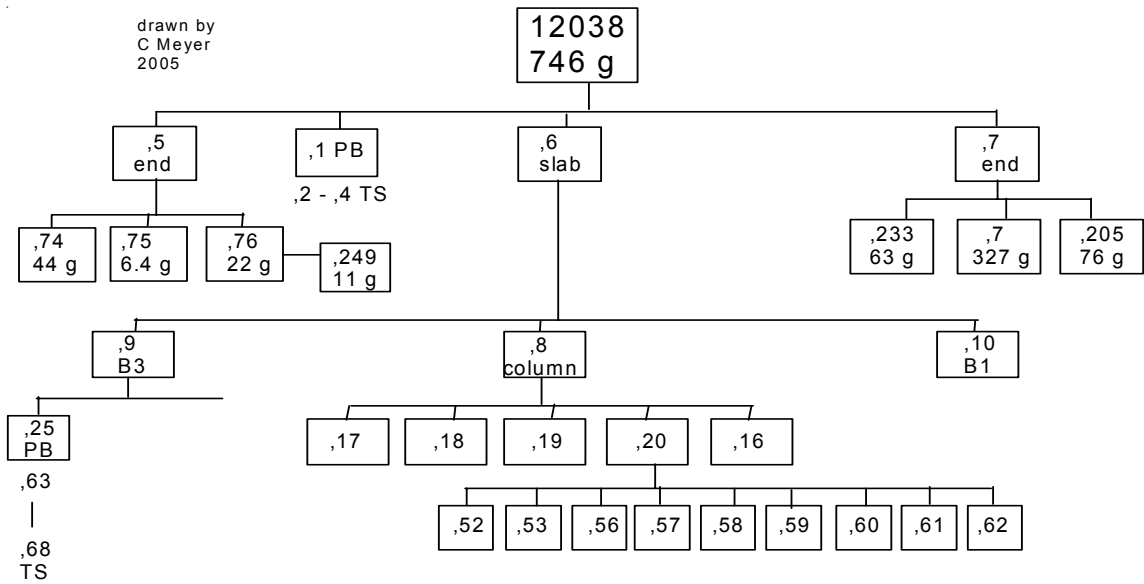 drawn by
C Meyer
2005
12038
746 g
,5
end
,1 PB
,2 - ,4 TS
,6
slab
,7
end
,74
44 g
,75
6.4 g
,76
22 g
,249
11 g
,233
63 g
,7
327 g
,205
76 g
,9
B3
,8
column
,10
B1
,25
PB
,63
,68
TS
,17
,18
,19
,20
,16
,52
,53
,56
,57
,58
,59
,60
,61
,62